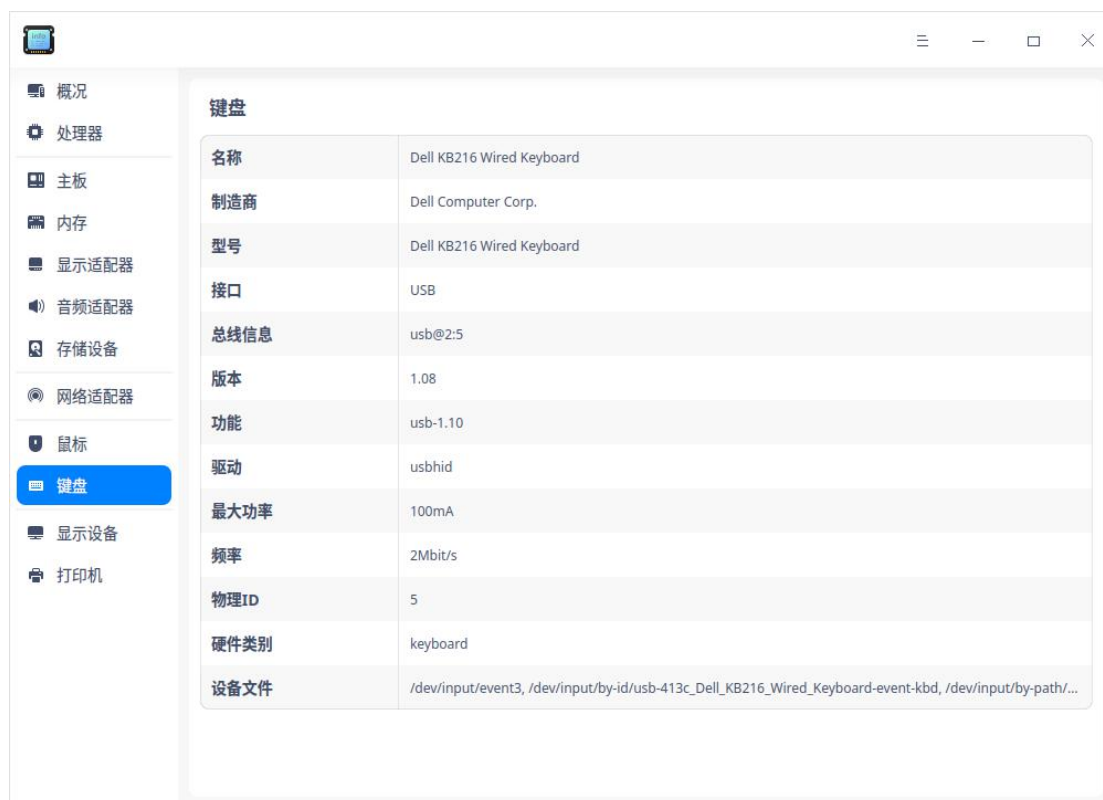 概况
处理器
主板
内存
显示适配器
音频适配器
存储设备
网络适配器
鼠标
键盘
显示设备
打印机
键盘
名称 Dell KB216 Wired Keyboard
制造商 Dell Computer Corp.
型号 Dell KB216 Wired Keyboard
接口 USB
总线信息 usb@2:5
版本 1.08
功能 usb-1.10
驱动 usbhid
最大功率 100mA
频率 2Mbit/s
物理ID 5
硬件类别 keyboard
设备文件 /dev/input/event3, /dev/input/by-id/usb-413c_Dell_KB216_Wired_Keyboard-event-kbd, /dev/input/by-path/...